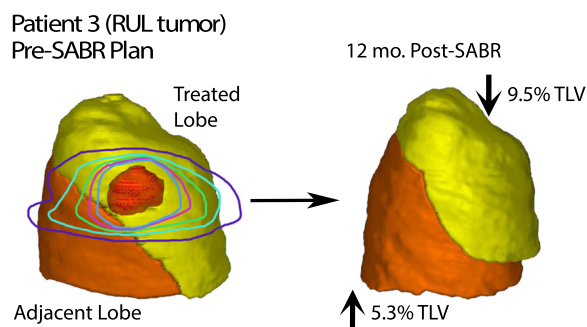 Patient 3 (RUL tumor)
Pre-SABR Plan
Treated
Lobe
Adjacent Lobe
12 mo. Post-SABR
9.5% TLV
5.3% TLV